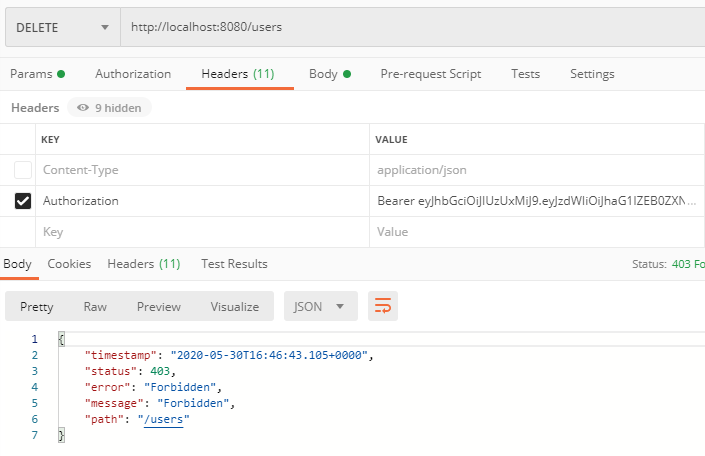 DELETE http://localhost:8080/users
Params Authorization Headers (11) Body Pre-request Script Tests Settings
Headers 9 hidden
KEY VALUE
Content-Type application/json
Authorization Bearer eyJhbGciOiJIUzUxMiJ9.eyJzdWIiOiJhaG1lZEB0ZXN...
Key Value
Body Cookies Headers (11) Test Results Status: 403 Fo
Pretty Raw Preview Visualize JSON
1 {
2 "timestamp": "2020-05-30T16:46:43.105+0000",
3 "status": 403,
4 "error": "Forbidden",
5 "message": "Forbidden",
6 "path": "/users"
7 }